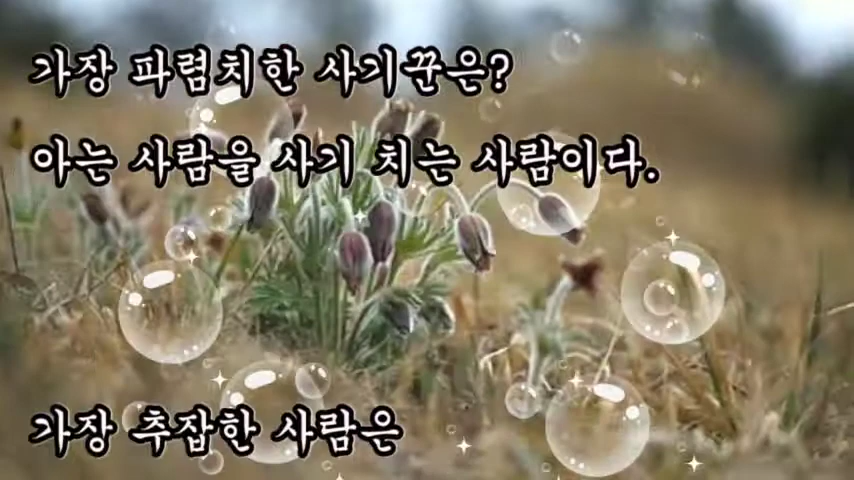 가장 파렴치한 사기꾼은?
아는 사람을 사기 치는 사람이다.
가장 추잡한 사람은